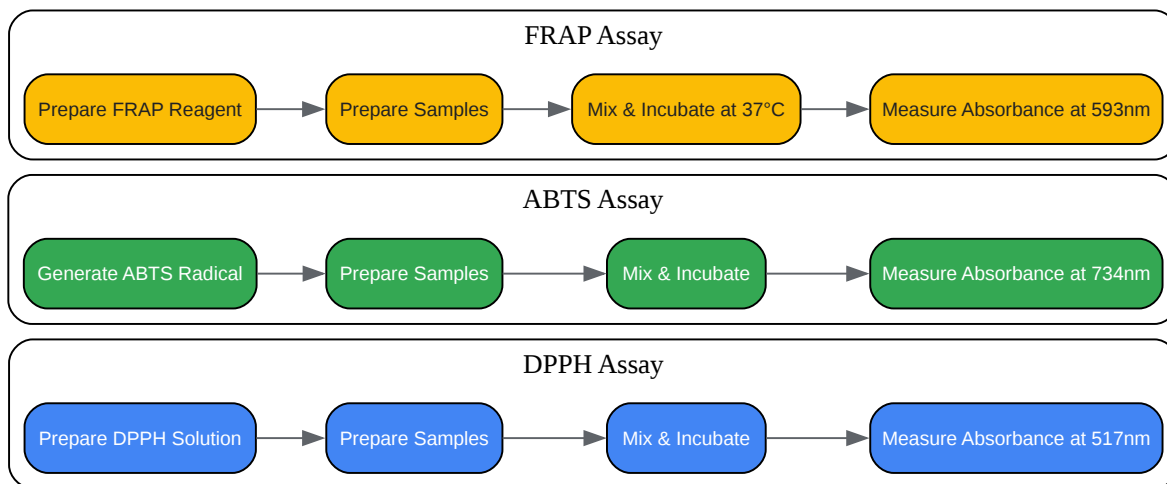 FRAP Assay
Prepare FRAP Reagent
Prepare Samples
Mix & Incubate at 37°C
Measure Absorbance at 593nm
ABTS Assay
Generate ABTS Radical
Prepare Samples
Mix & Incubate
Measure Absorbance at 734nm
DPPH Assay
Prepare DPPH Solution
Prepare Samples
Mix & Incubate
Measure Absorbance at 517nm